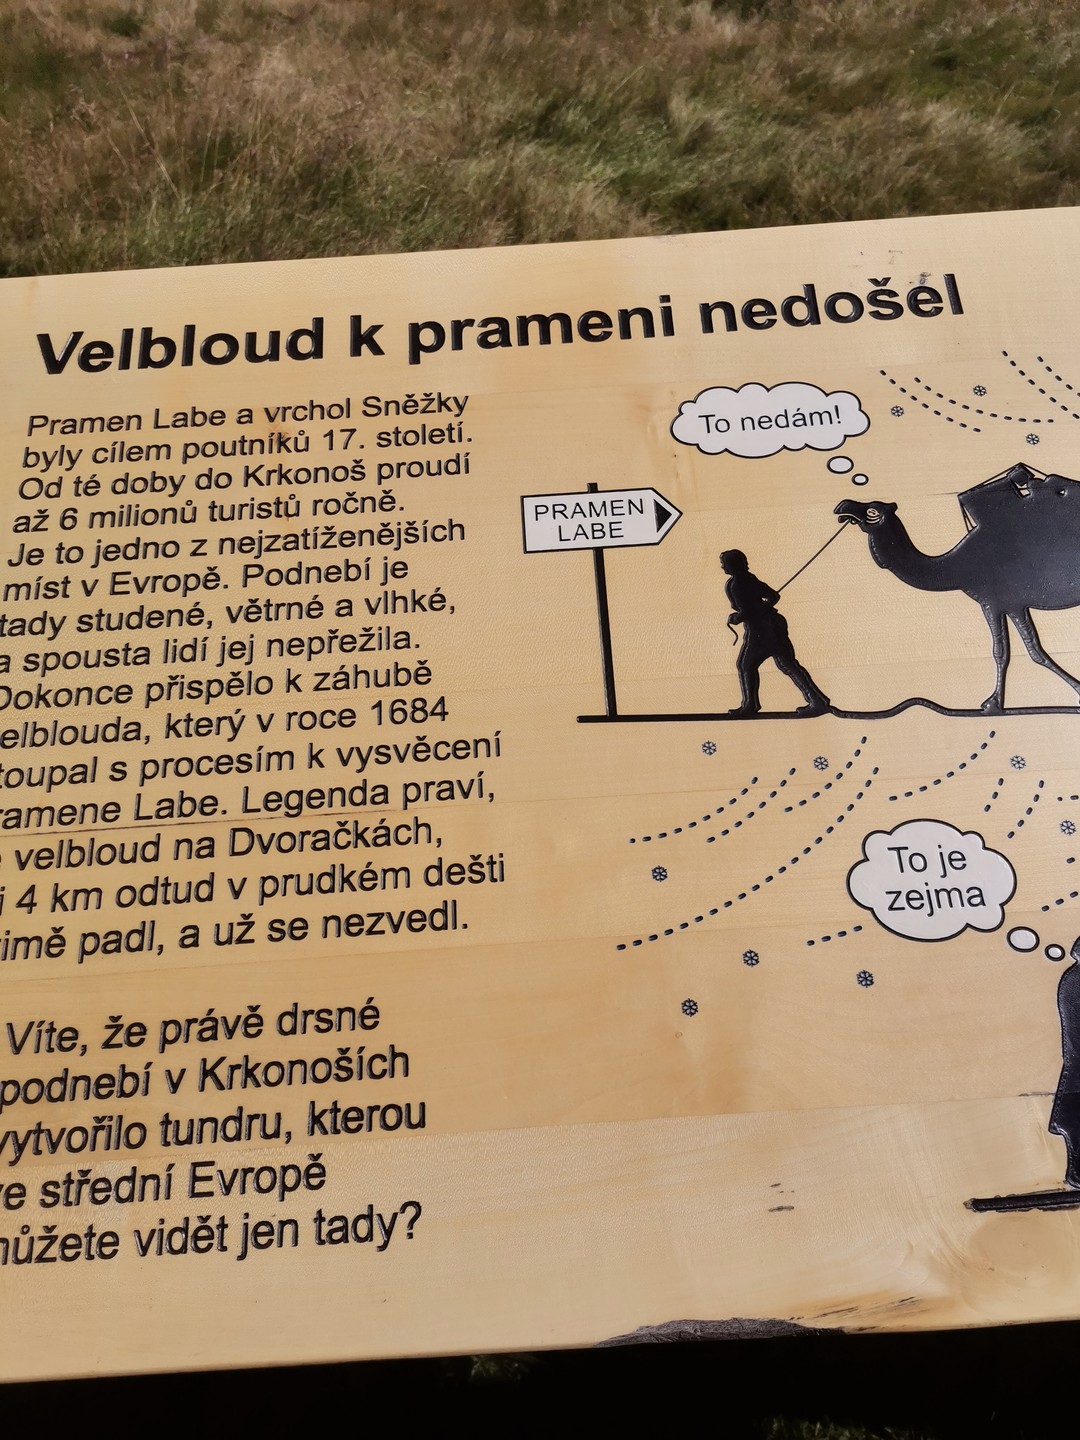 Velbloud k prameni nedošel
Pramen Labe a vrchol Sněžky
byly cílem poutníků 17. století.
Od té doby do Krkonoš proudí
až 6 milionů turistů ročně.
Je to jedno z nejzatíženějších
míst v Evropě. Podnebí je
tady studené, větrné a vlhké,
a spousta lidí jej nepřežila.
Dokonce přispělo k záhubě
elblouda, který v roce 1684
toupal s procesím k vysvěcení
ramene Labe. Legenda praví,
velbloud na Dvoračkách,
i 4 km odtud v prudkém dešti
zimě padl, a už se nezvedl.
Víte, že právě drsné
podnebí v Krkonoších
vytvořilo tundru, kterou
ve střední Evropě
můžete vidět jen tady?
To nedám!
PRAMEN
LABE
To je
zejma